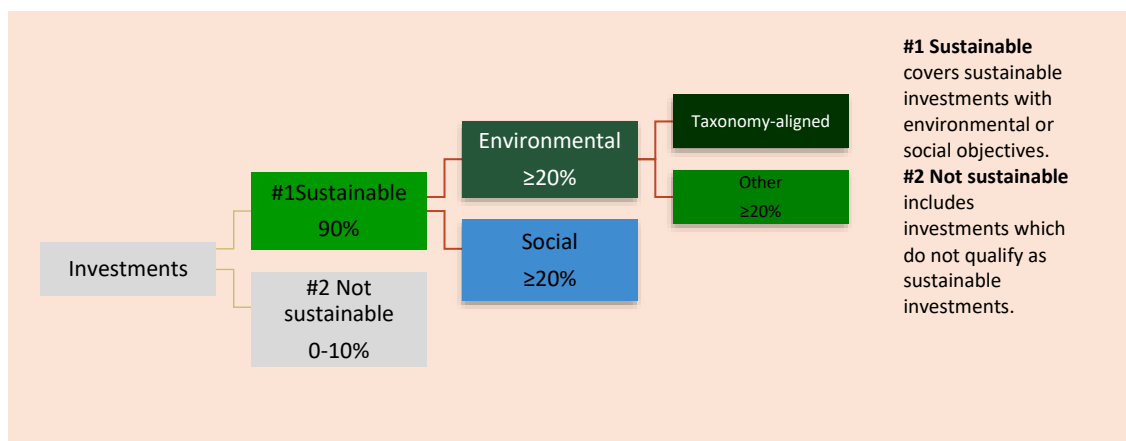 Investments
#1Sustainable
90%
#2 Not
sustainable
0-10%
Environmental
≥20%
Social
≥20%
Taxonomy-aligned
Other
≥20%
#1 Sustainable
covers sustainable
investments with
environmental or
social objectives.
#2 Not sustainable
includes
investments which
do not qualify as
sustainable
investments.